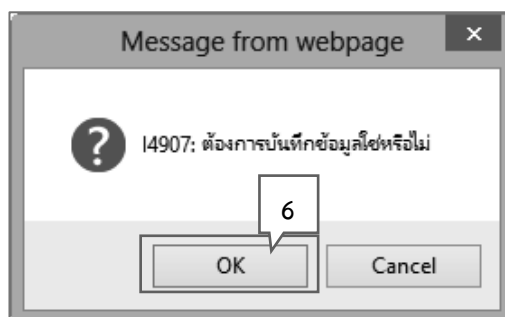 Message from webpage
x
I4907: ต้องการบันทึกข้อมูลใช่หรือไม่
6
OK
Cancel